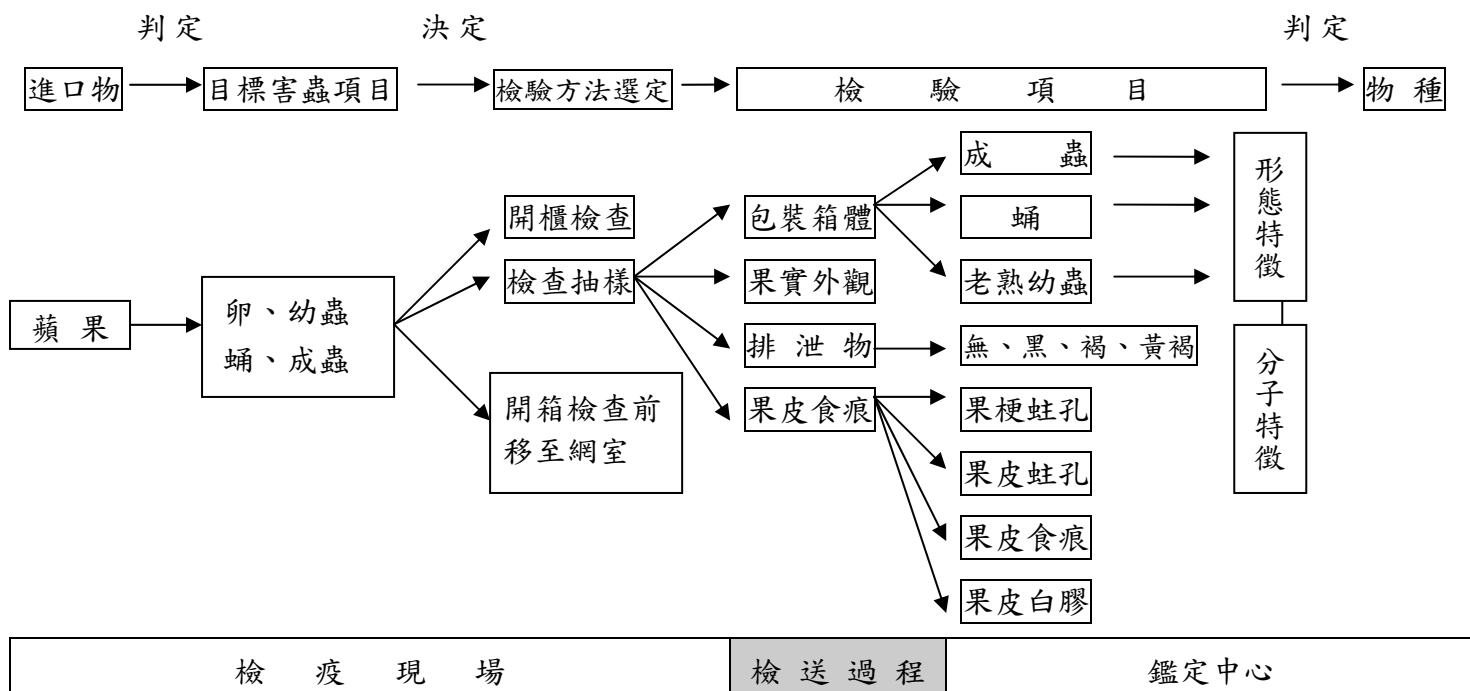 判定
決定
判定
進口物
目標害蟲項目
檢驗方法選定
檢驗項目
物種
蘋果
卵、幼蟲
蛹、成蟲
開櫃檢查
檢查抽樣
開箱檢查前
移至網室
包裝箱體
果實外觀
排泄物
果皮食痕
成蟲
蛹
老熟幼蟲
無、黑、褐、黃褐
果梗蛀孔
果皮蛀孔
果皮食痕
果皮白膠
形態特徵
分子特徵
檢疫現場
檢送過程
鑑定中心